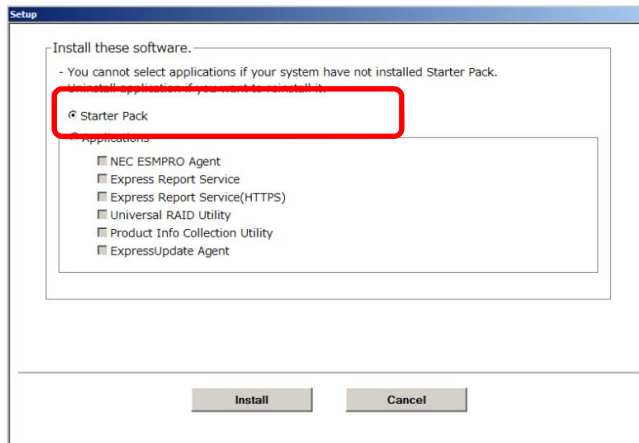 Setup
Install these software.
- You cannot select applications if your system have not installed Starter Pack.
Uninstall application if you want to reinstall it.
Starter Pack
Applications
NEC ESMPRO Agent
Express Report Service
Express Report Service(HTTPS)
Universal RAID Utility
Product Info Collection Utility
ExpressUpdate Agent
Install Cancel